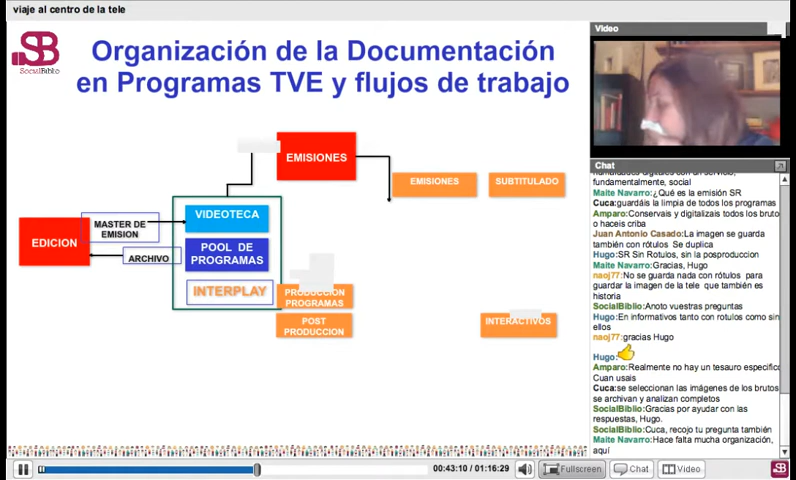 viaje al centro de la tele
SB
SOCIALBIBLIO
Organización de la Documentación
en Programas TVE y flujos de trabajo
EMISIONES
EMISIONES
SUBTITULADO
VIDEOTECA
MASTER DE
EMISION
EDICION
POOL DE
PROGRAMAS
ARCHIVO
INTERPLAY
PRODUCCION
PROGRAMAS
POST
PRODUCCION
INTERACTIVOS
Video
Chat
fundamentalmente, social
Maite Navarro:¿Qué es la emisión SR
Cuca:guardáis la limpia de todos los programas
Amparo:Conservais y digitalizais todos los bruto
o haceis criba
Juan Antonio Casado:La imagen se guarda
también con rótulos Se duplica
Hugo:SR Sin Rotulos, sin la posproduccion
Maite Navarro:Gracias, Hugo
naoj77:No se guarda nada con rótulos para
guardar la imagen de la tele que también es
historia
SocialBiblio:Anoto vuestras preguntas
Hugo:En informativos tanto con rotulos como sin
ellos
naoj77:gracias Hugo
Hugo:
Amparo:Realmente no hay un tesauro especifico
Cuan usais
Cuca:se seleccionan las imágenes de los brutos
se archivan y analizan completos
SocialBiblio:Gracias por ayudar con las
respuestas, Hugo.
SocialBiblio:Cuca, recojo tu pregunta también
Maite Navarro:Hace falta mucha organización,
aquí
00:43:10 / 01:16:29
Fullscreen
Chat
Video
SB